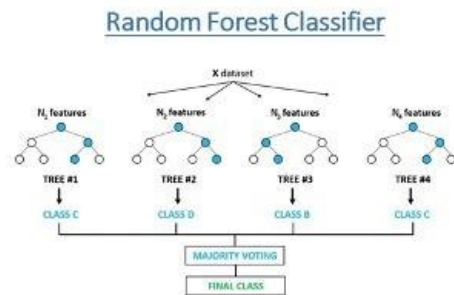 Random Forest Classifier
X dataset
N₁ features N₂ features N₃ features N₄ features
TREE #1 TREE #2 TREE #3 TREE #4
CLASS C CLASS D CLASS B CLASS C
MAJORITY VOTING
FINAL CLASS